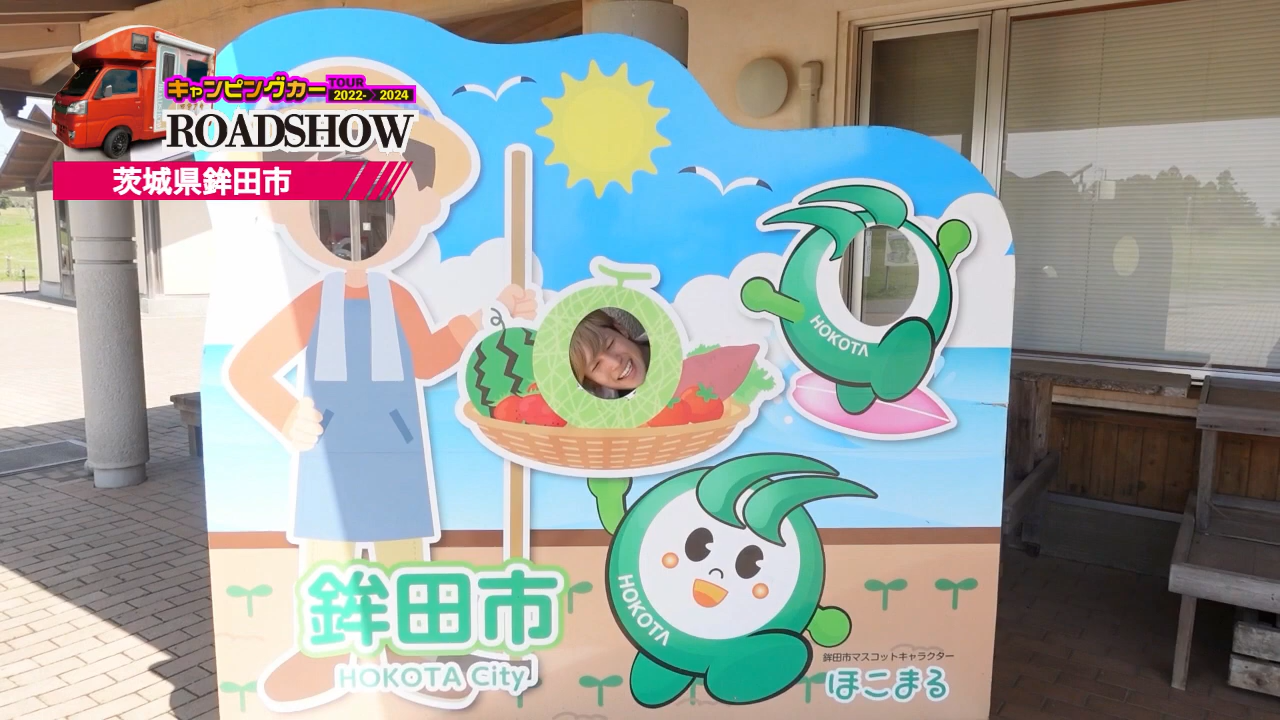 キャンピングカー TOUR
2022-▶2024
ROADSHOW
茨城県鉾田市
HOKOTA
HOKOTA
鉾田市
HOKOTA City
鉾田市マスコットキャラクター
ほこまる